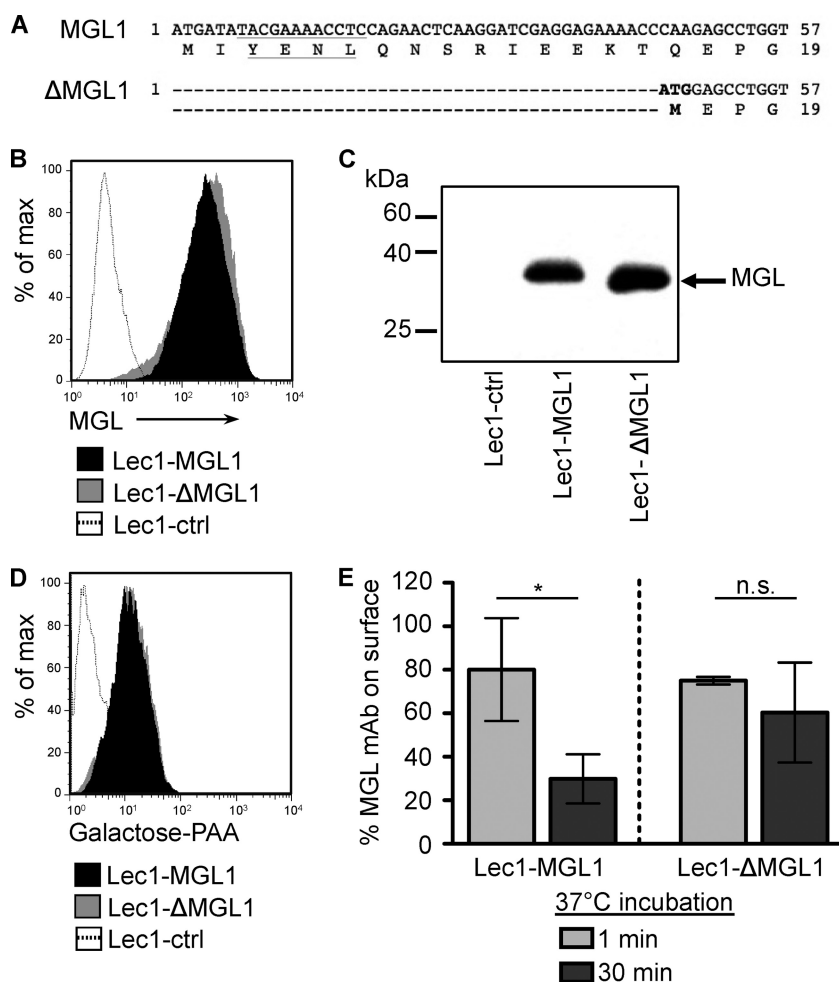 A
MGL1 1 ATGATATACGAAAACCTCCAGAACTCAAGGATCGAGGAGAAAACCCAAGAGCCTGGT 57
M I Y E N L Q N S R I E E K T Q E P G 19
ΔMGL1 1 ------------------------------------------ATGGAGCCTGGT 57
------------------------------------------ M E P G 19
B
% of max
100
80
60
40
20
0
10⁰ 10¹ 10² 10³ 10⁴
MGL
Lec1-MGL1
Lec1-ΔMGL1
Lec1-ctrl
C
kDa
60
40
25
MGL
Lec1-ctrl
Lec1-MGL1
Lec1-ΔMGL1
D
% of max
100
80
60
40
20
0
10⁰ 10¹ 10² 10³ 10⁴
Galactose-PAA
Lec1-MGL1
Lec1-ΔMGL1
Lec1-ctrl
E
% MGL mAb on surface
120
100
80
60
40
20
0
*
n.s.
Lec1-MGL1 Lec1-ΔMGL1
37°C incubation
1 min
30 min